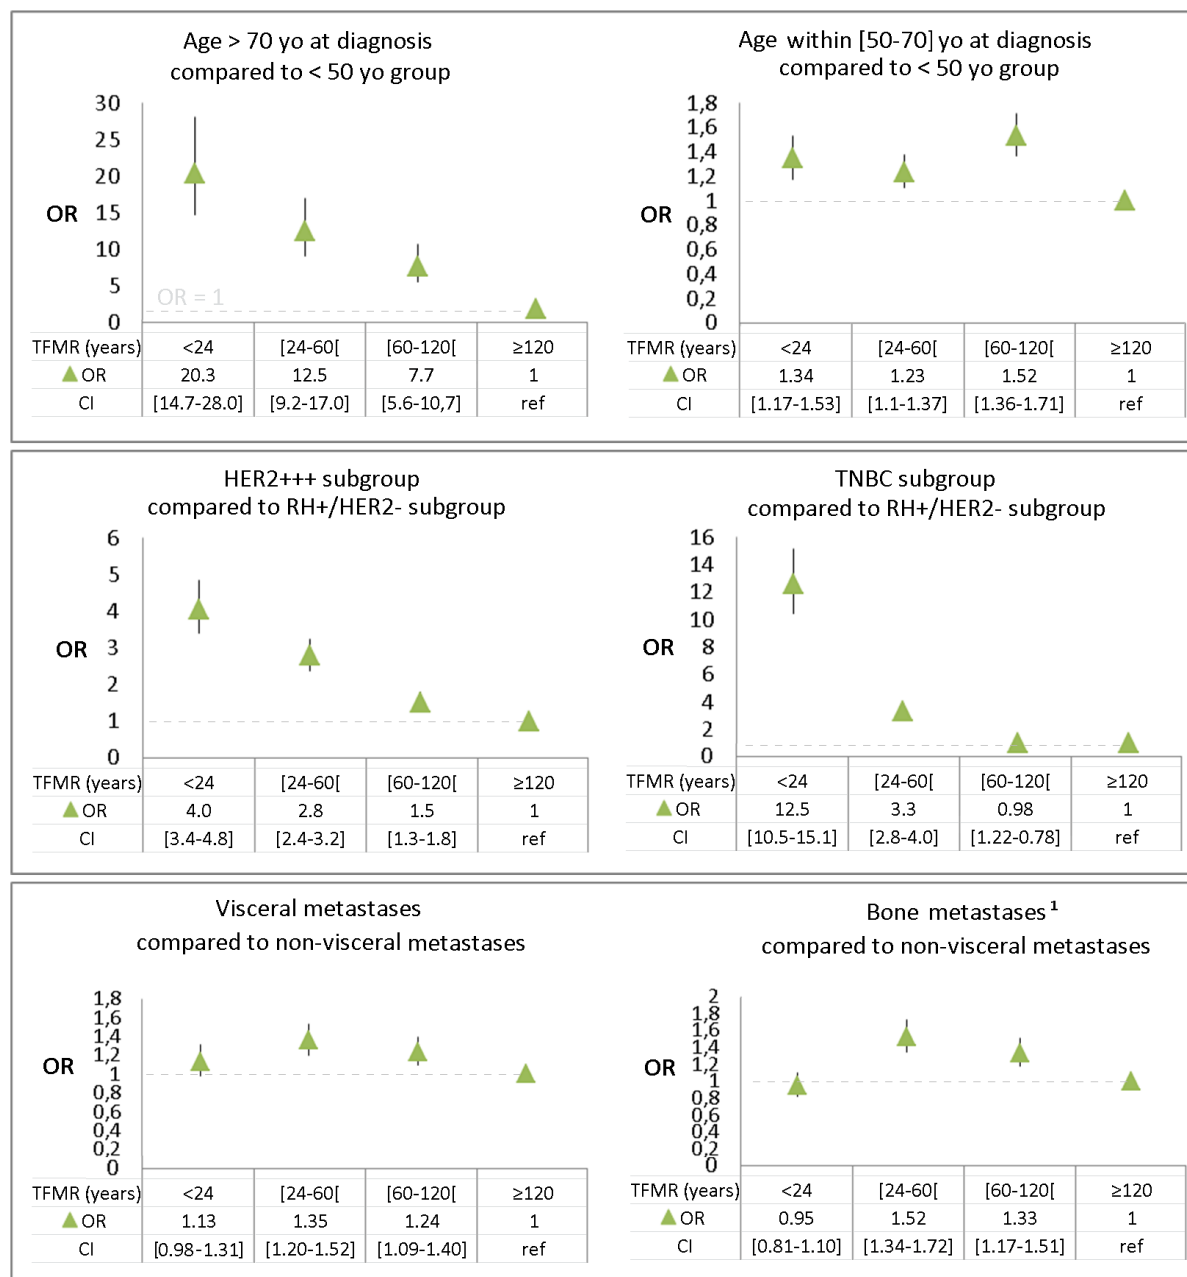 Age > 70 yo at diagnosis
compared to < 50 yo group
30
25
20
15
10
5
0
OR
OR = 1
TFMR (years) <24 [24-60[ [60-120[ ≥120
OR 20.3 12.5 7.7 1
CI [14.7-28.0] [9.2-17.0] [5.6-10,7] ref
Age within [50-70] yo at diagnosis
compared to < 50 yo group
1,8
1,6
1,4
1,2
1
0,8
0,6
0,4
0,2
0
OR
TFMR (years) <24 [24-60[ [60-120[ ≥120
OR 1.34 1.23 1.52 1
CI [1.17-1.53] [1.1-1.37] [1.36-1.71] ref
HER2+++ subgroup
compared to RH+/HER2- subgroup
6
5
4
3
2
1
0
OR
TFMR (years) <24 [24-60[ [60-120[ ≥120
OR 4.0 2.8 1.5 1
CI [3.4-4.8] [2.4-3.2] [1.3-1.8] ref
TNBC subgroup
compared to RH+/HER2- subgroup
16
14
12
10
8
6
4
2
0
OR
TFMR (years) <24 [24-60[ [60-120[ ≥120
OR 12.5 3.3 0.98 1
CI [10.5-15.1] [2.8-4.0] [1.22-0.78] ref
Visceral metastases
compared to non-visceral metastases
1,8
1,6
1,4
1,2
1
0,8
0,6
0,4
0,2
0
OR
TFMR (years) <24 [24-60[ [60-120[ ≥120
OR 1.13 1.35 1.24 1
CI [0.98-1.31] [1.20-1.52] [1.09-1.40] ref
Bone metastases ¹
compared to non-visceral metastases
2
1,8
1,6
1,4
1,2
1
0,8
0,6
0,4
0,2
0
OR
TFMR (years) <24 [24-60[ [60-120[ ≥120
OR 0.95 1.52 1.33 1
CI [0.81-1.10] [1.34-1.72] [1.17-1.51] ref